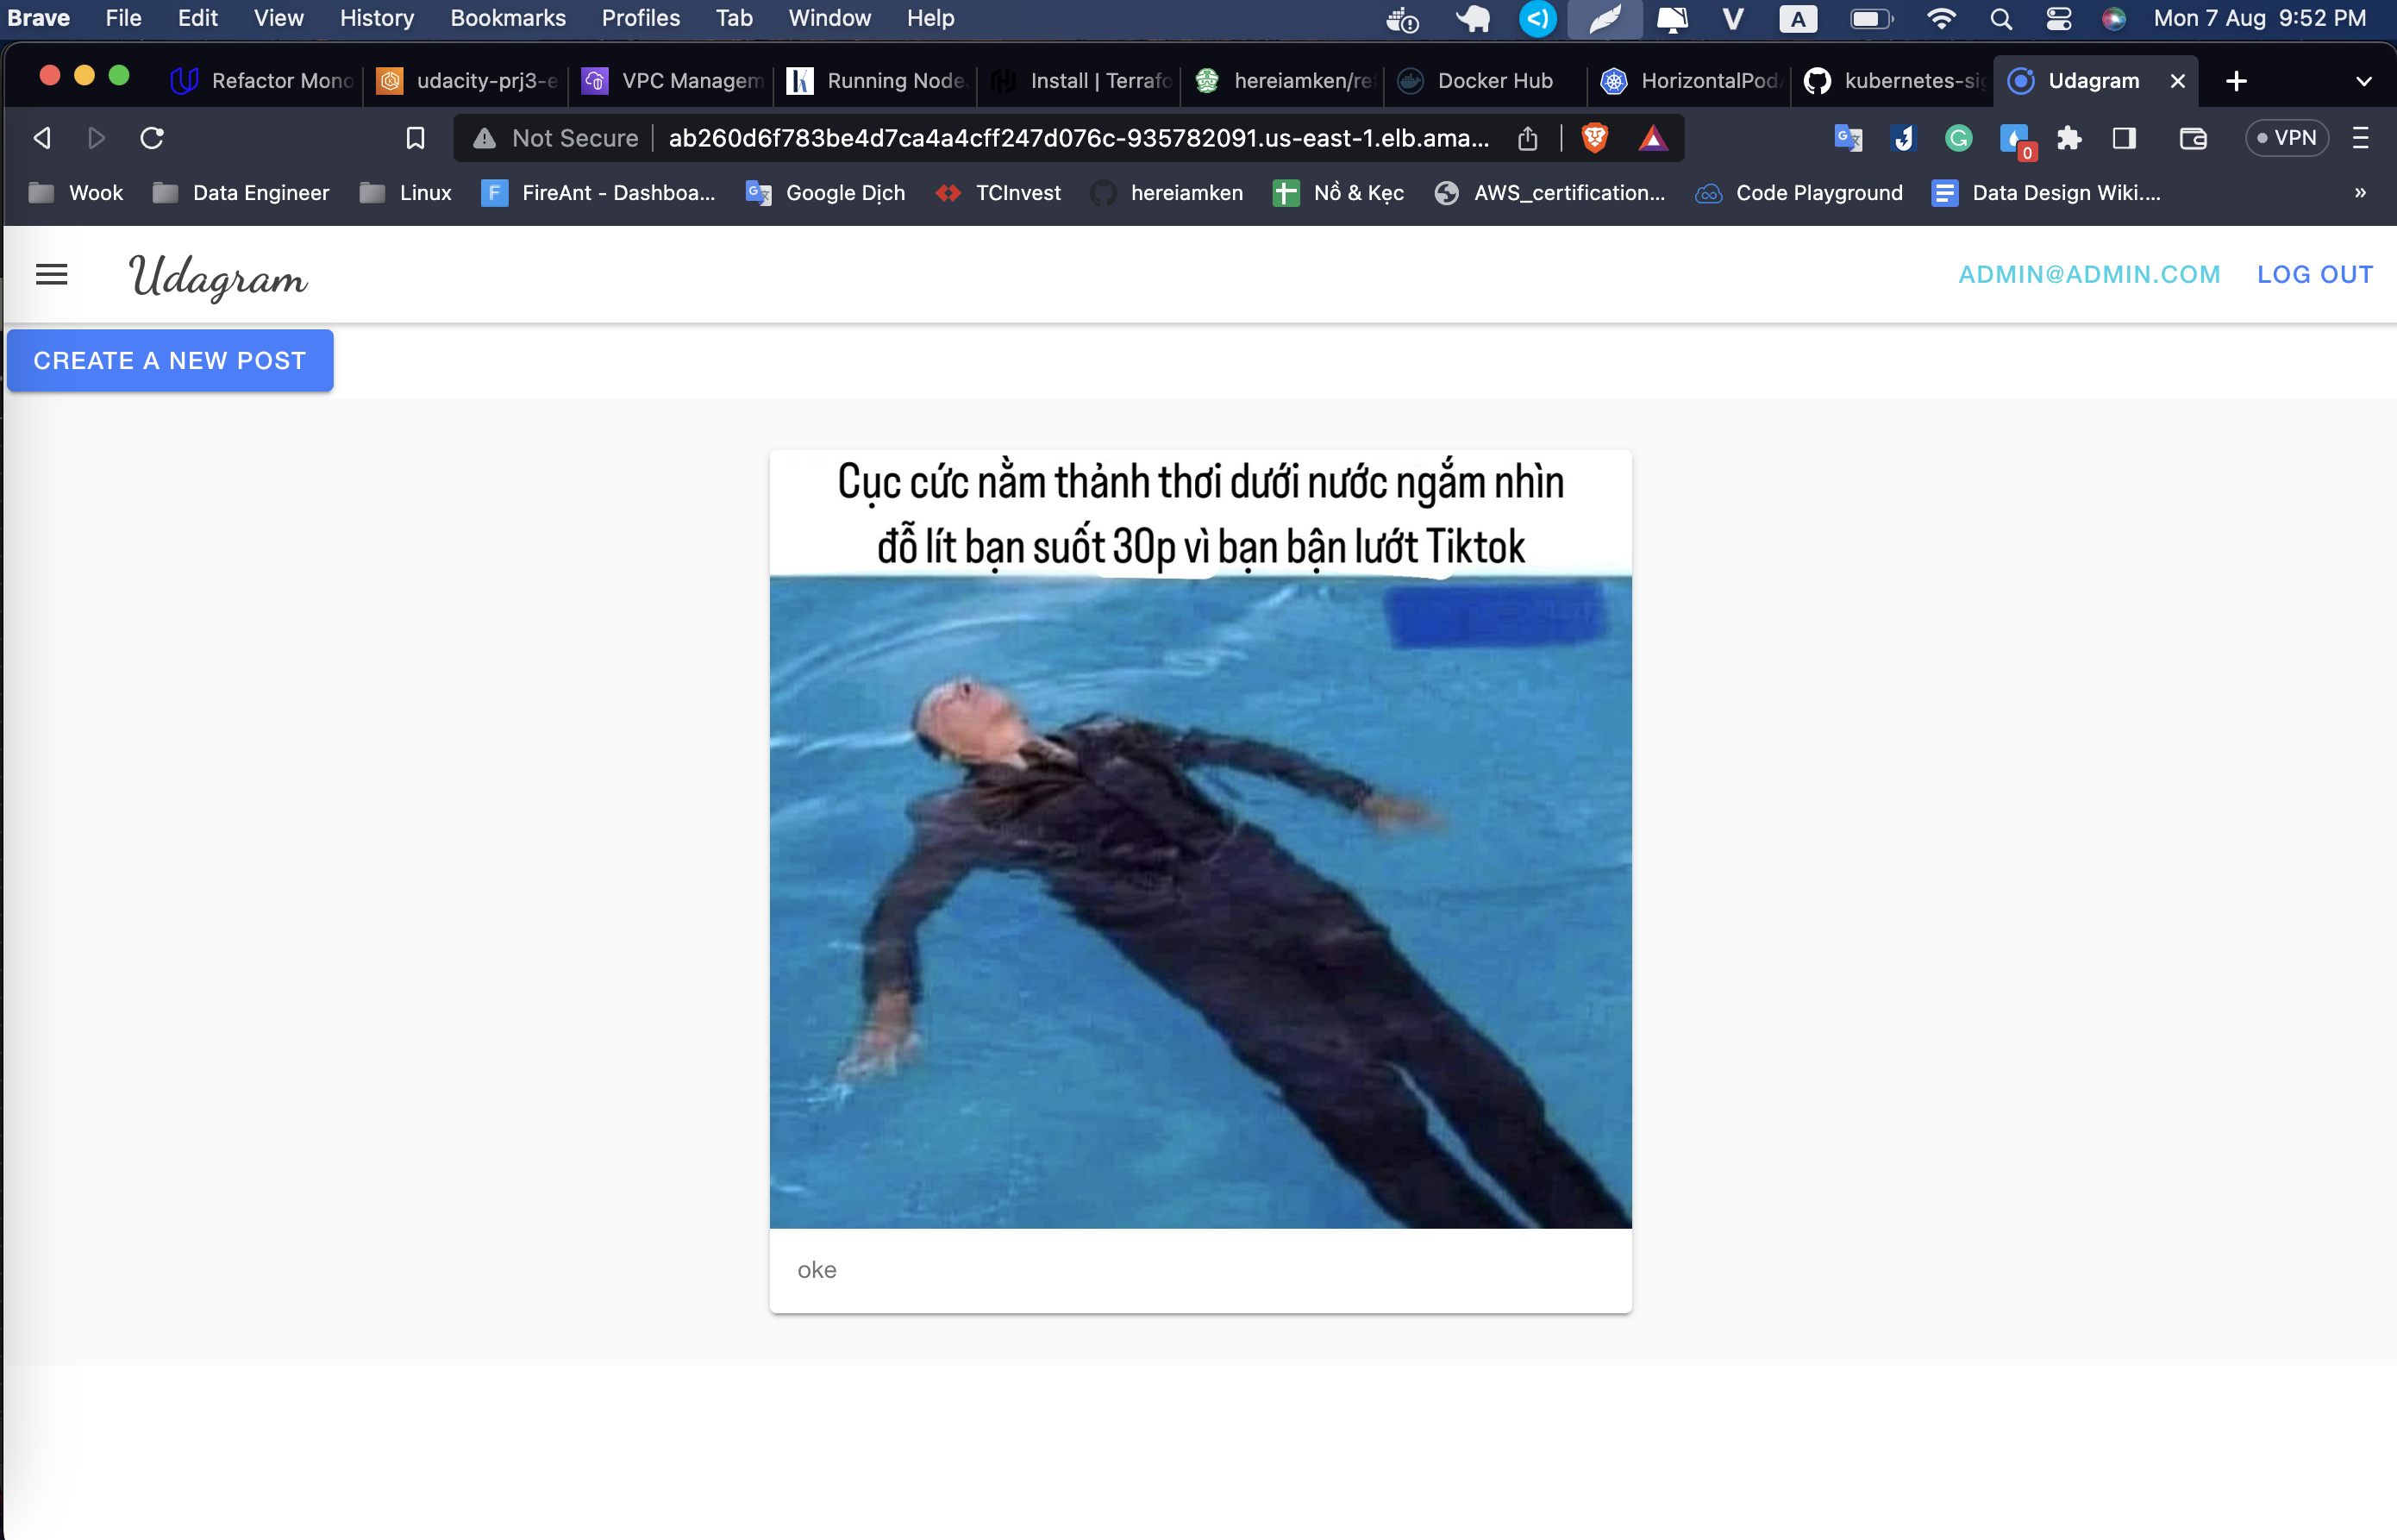 Brave File Edit View History Bookmarks Profiles Tab Window Help A Mon 7 Aug 9:52 PM
Refactor Mono udacity-prj3-e VPC Managem Running Node. Install | Terrafo hereiamken/re Docker Hub HorizontalPod kubernetes-sig Udagram
Not Secure ab260d6f783be4d7ca4a4cff247d076c-935782091.us-east-1.elb.ama... 0 VPN
Wook Data Engineer Linux FireAnt - Dashboa... Google Dịch TCInvest hereiamken Nồ & Kẹc AWS_certification... Code Playground Data Design Wiki.... »
Udagram ADMIN@ADMIN.COM LOG OUT
CREATE A NEW POST
Cục cức nằm thảnh thơi dưới nước ngắm nhìn
đỗ lít bạn suốt 30p vì bạn bận lướt Tiktok
oke